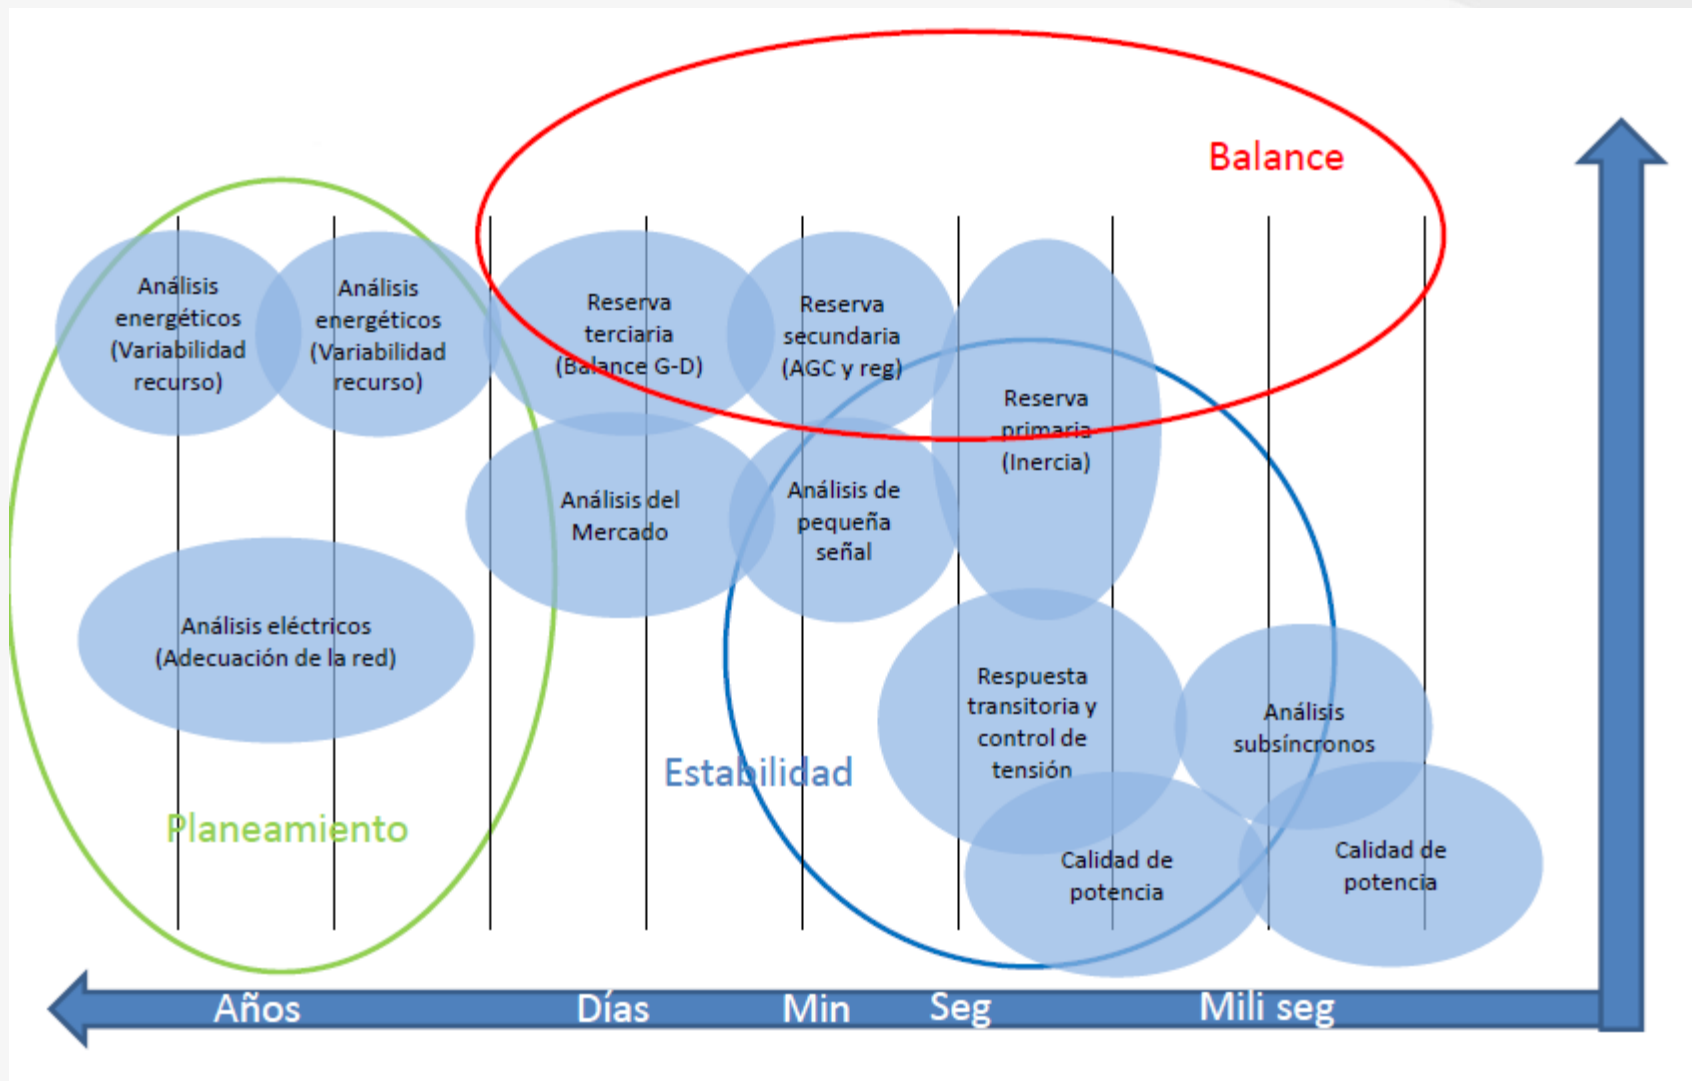 Balance
Análisis
energéticos
(Variabilidad
recurso)
Análisis
energéticos
(Variabilidad
recurso)
Reserva
terciaria
(Balance G-D)
Reserva
secundaria
(AGC y reg)
Reserva
primaria
(Inercia)
Análisis del
Mercado
Análisis de
pequeña
señal
Análisis eléctricos
(Adecuación de la red)
Respuesta
transitoria y
control de
tensión
Análisis
subsíncronos
Estabilidad
Planeamiento
Calidad de
potencia
Calidad de
potencia
Años Días Min Seg Mili seg